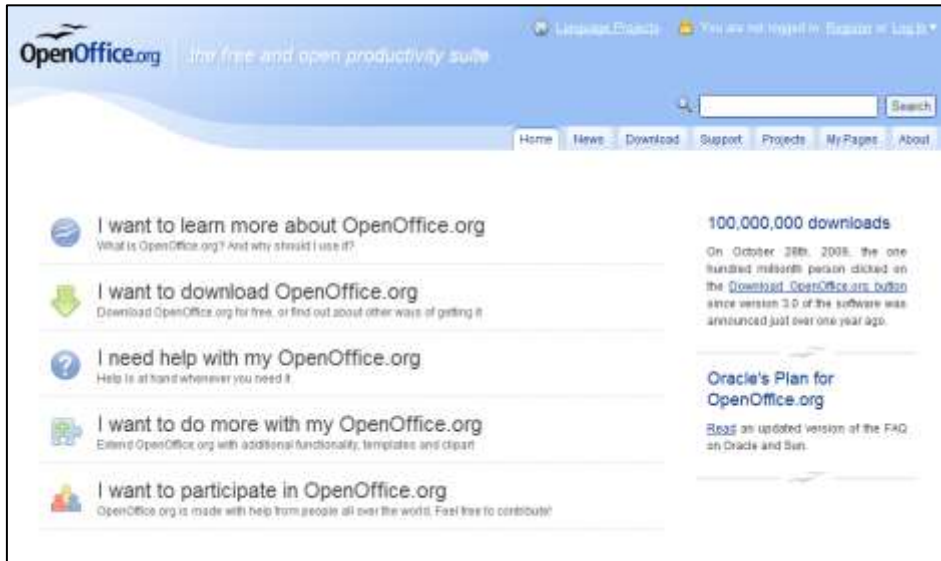 Language Projects You are not logged in. Register or Log In
OpenOffice.org the free and open productivity suite
Search
Home News Download Support Projects My Pages About
I want to learn more about OpenOffice.org
What is OpenOffice.org? And why should I use it?
I want to download OpenOffice.org
Download OpenOffice.org for free, or find out about other ways of getting it
I need help with my OpenOffice.org
Help is at hand whenever you need it
I want to do more with my OpenOffice.org
Extend OpenOffice.org with additional functionality, templates and clipart
I want to participate in OpenOffice.org
OpenOffice.org is made with help from people all over the world. Feel free to contribute!
100,000,000 downloads
On October 28th, 2009, the one
hundred millionth person clicked on
the Download OpenOffice.org button
since version 3.0 of the software was
announced just over one year ago.
Oracle's Plan for
OpenOffice.org
Read an updated version of the FAQ
on Oracle and Sun.